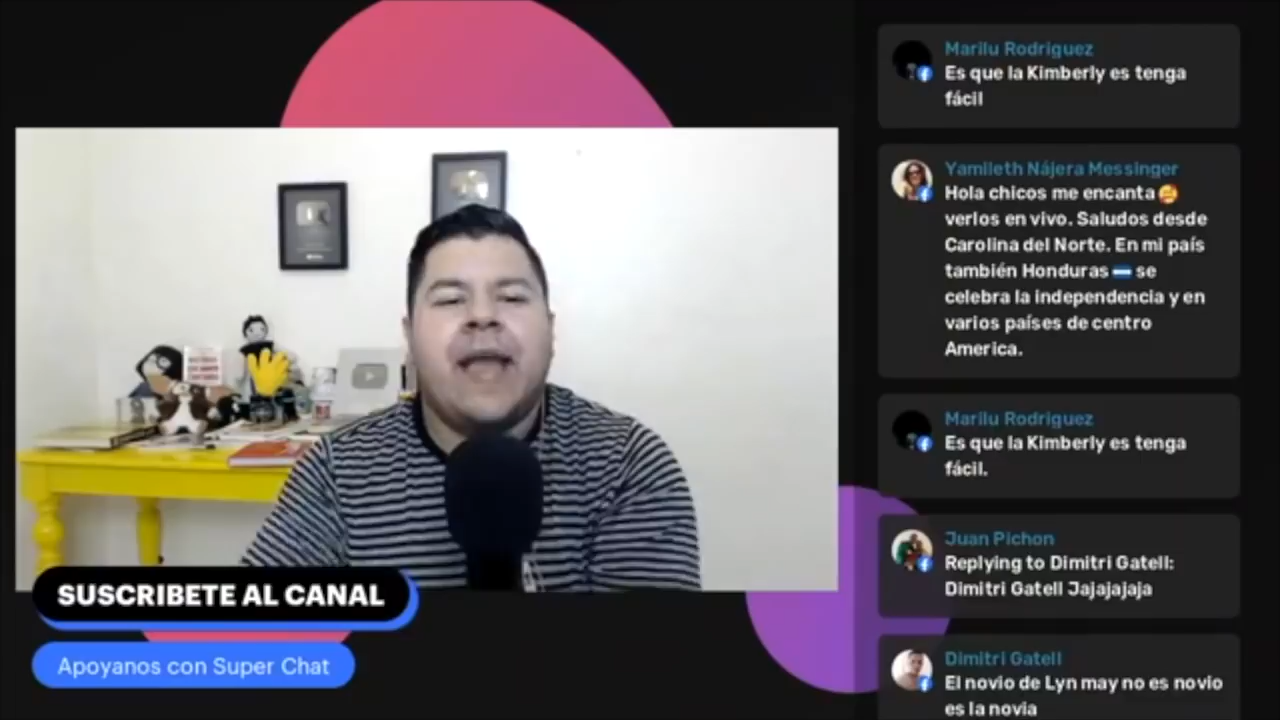 Marilu Rodriguez
Es que la Kimberly es tenga
fácil
Yamileth Nájera Messinger
Hola chicos me encanta 🥰
verlos en vivo. Saludos desde
Carolina del Norte. En mi país
también Honduras 🇭🇳 se
celebra la independencia y en
varios países de centro
America.
Marilu Rodriguez
Es que la Kimberly es tenga
fácil.
Juan Pichon
Replying to Dimitri Gatell:
Dimitri Gatell Jajajajaja
Dimitri Gatell
El novio de Lyn may no es novio
es la novia
SUSCRIBETE AL CANAL
Apoyanos con Super Chat